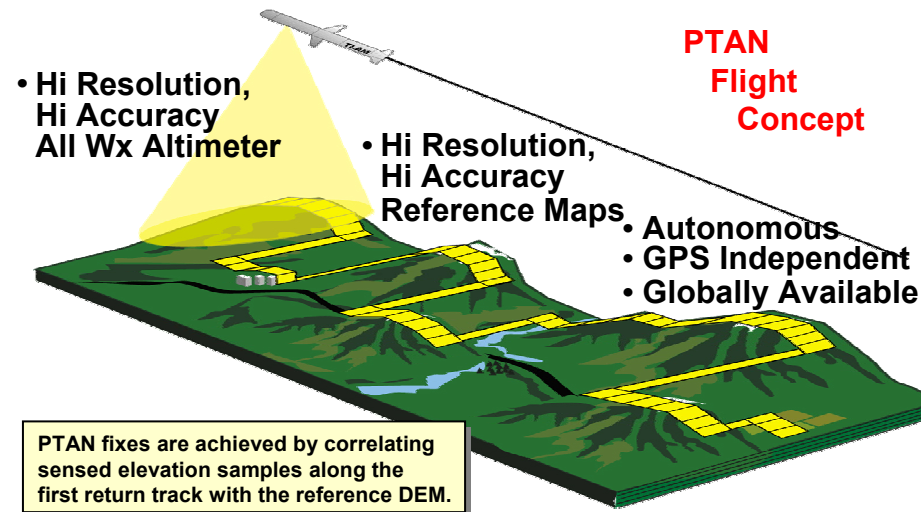 PTAN
Flight
Concept
TLAM
• Hi Resolution,
Hi Accuracy
All Wx Altimeter
• Hi Resolution,
Hi Accuracy
Reference Maps
• Autonomous
• GPS Independent
• Globally Available
PTAN fixes are achieved by correlating
sensed elevation samples along the
first return track with the reference DEM.